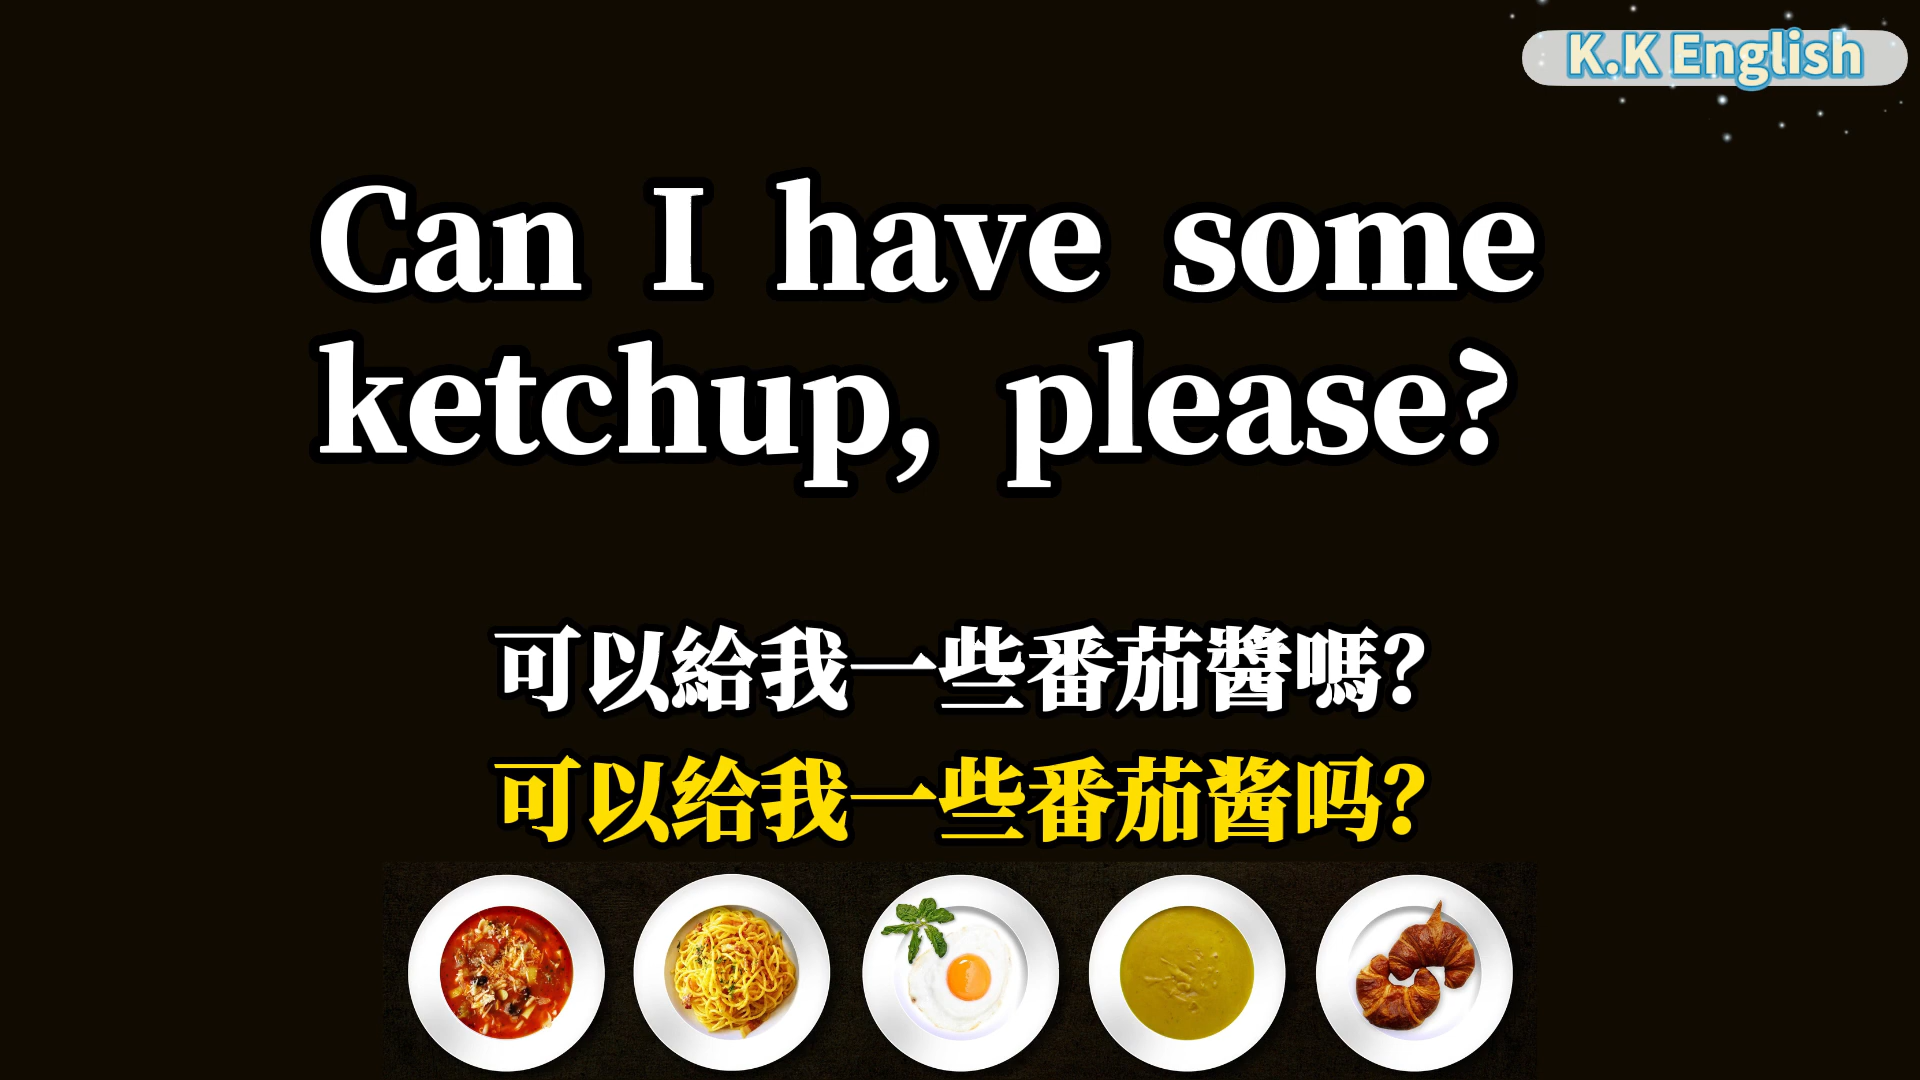 K.K English
Can I have some
ketchup, please?
可以給我一些番茄醬嗎?
可以给我一些番茄酱吗?